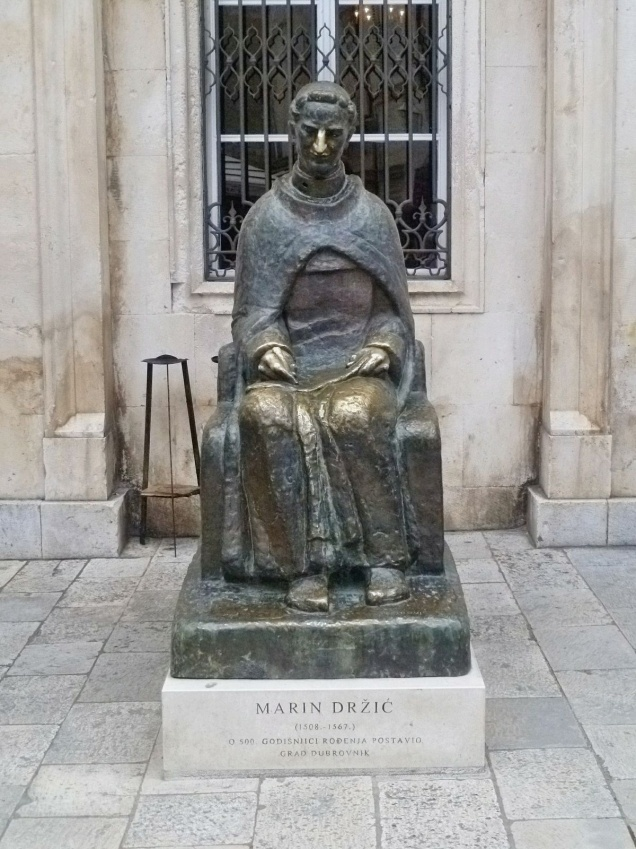 MARIN DRŽIĆ
(1508.-1567.)
O 500. GODIŠNJICI ROĐENJA POSTAVIO
GRAD DUBROVNIK